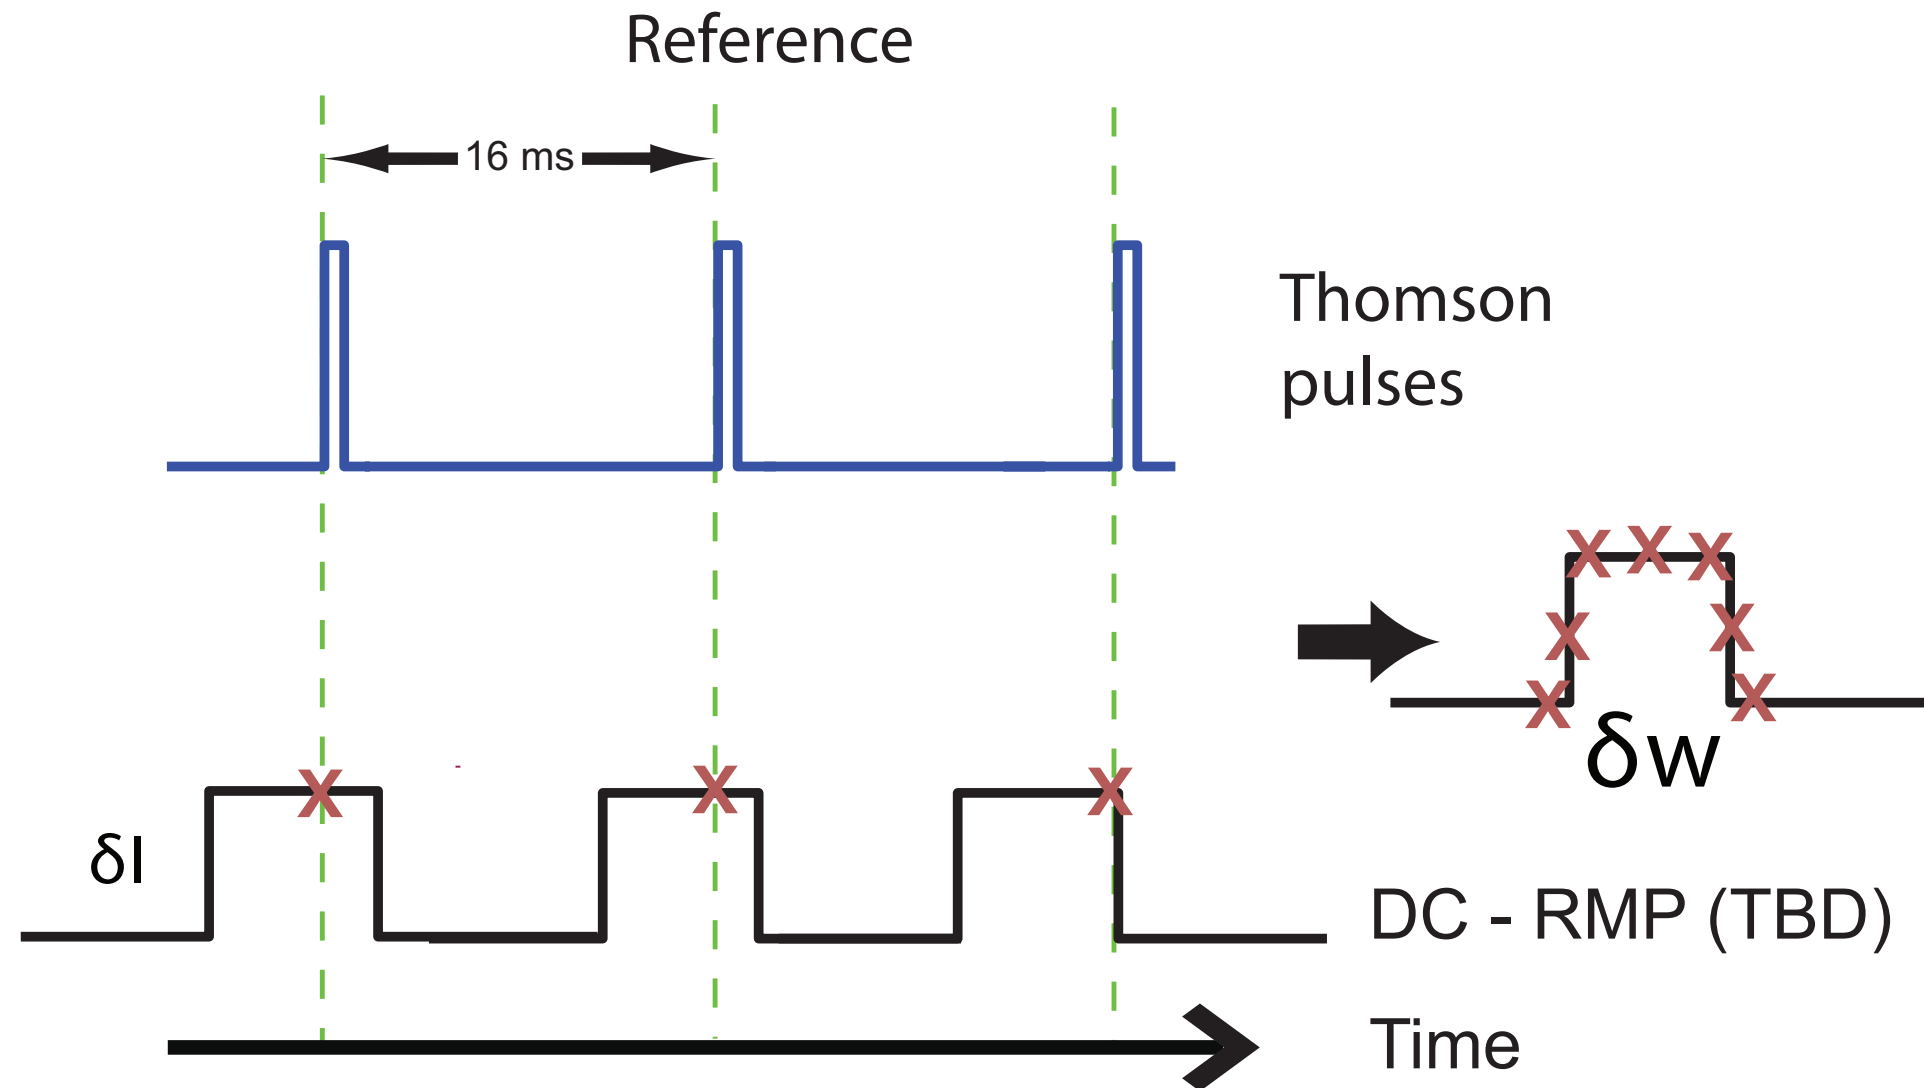 Reference
16 ms
Thomson
pulses
X X X
X X
X X
δw
X X X
δI
DC - RMP (TBD)
Time